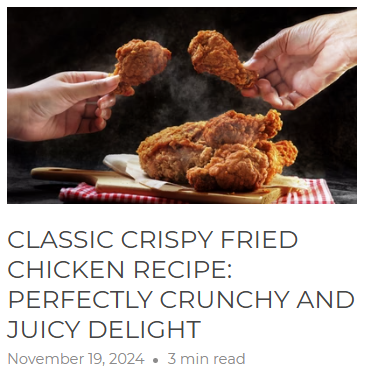 CLASSIC CRISPY FRIED
CHICKEN RECIPE:
PERFECTLY CRUNCHY AND
JUICY DELIGHT
November 19, 2024 • 3 min read